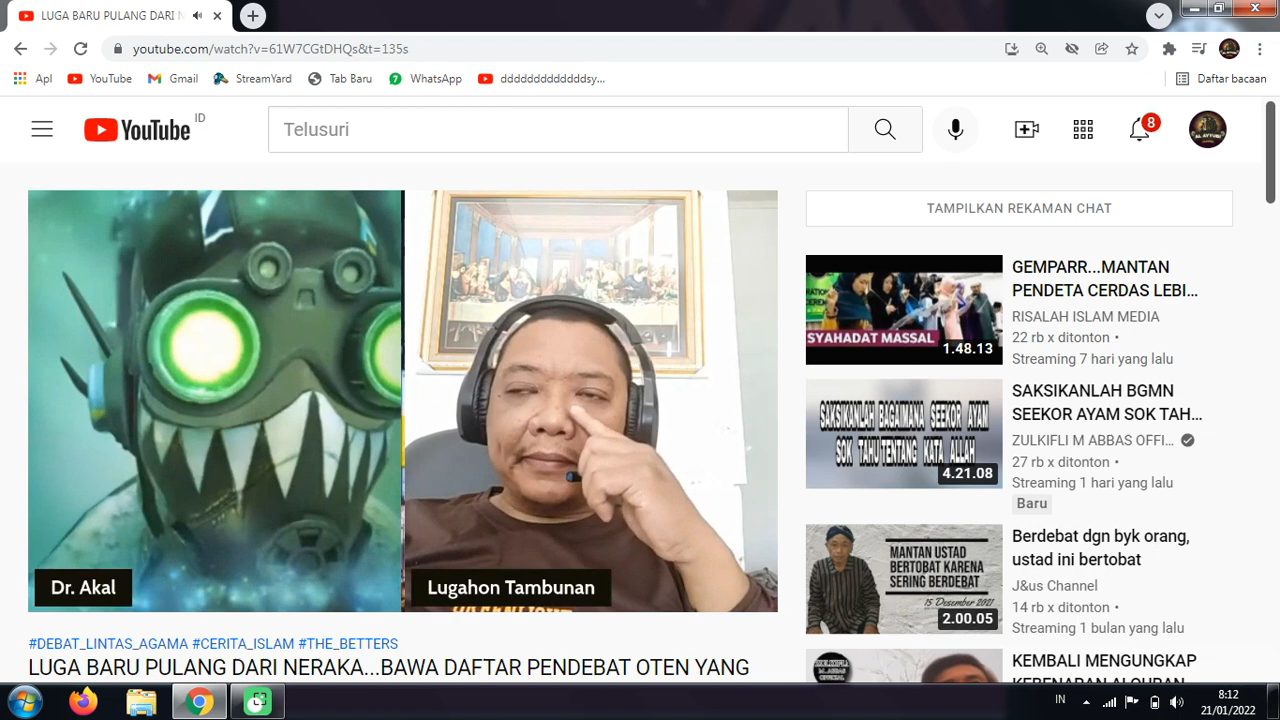 LUGA BARU PULANG DARI N
youtube.com/watch?v=61W7CGtDHQs&t=135s
Apl YouTube Gmail StreamYard Tab Baru WhatsApp dddddddddddddsy... Daftar bacaan
YouTube ID
Telusuri
8
TAMPILKAN REKAMAN CHAT
Dr. Akal
Lugahon Tambunan
#DEBAT_LINTAS_AGAMA #CERITA_ISLAM #THE_BETTERS
LUGA BARU PULANG DARI NERAKA...BAWA DAFTAR PENDEBAT OTEN YANG
SYAHADAT MASSAL
1.48.13
GEMPARR...MANTAN
PENDETA CERDAS LEBI...
RISALAH ISLAM MEDIA
22 rb x ditonton •
Streaming 7 hari yang lalu
SAKSIKANLAH BAGAIMANA SEEKOR AYAM
SOK TAHU TENTANG KATA ALLAH
4.21.08
SAKSIKANLAH BGMN
SEEKOR AYAM SOK TAH...
ZULKIFLI M ABBAS OFFI...
27 rb x ditonton •
Streaming 1 hari yang lalu
Baru
MANTAN USTAD
BERTOBAT KARENA
SERING BERDEBAT
15 Desember 2021
2.00.05
Berdebat dgn byk orang,
ustad ini bertobat
J&us Channel
14 rb x ditonton •
Streaming 1 bulan yang lalu
KEMBALI MENGUNGKAP
KEBENARAN ALQURAN
IN
8:12
21/01/2022